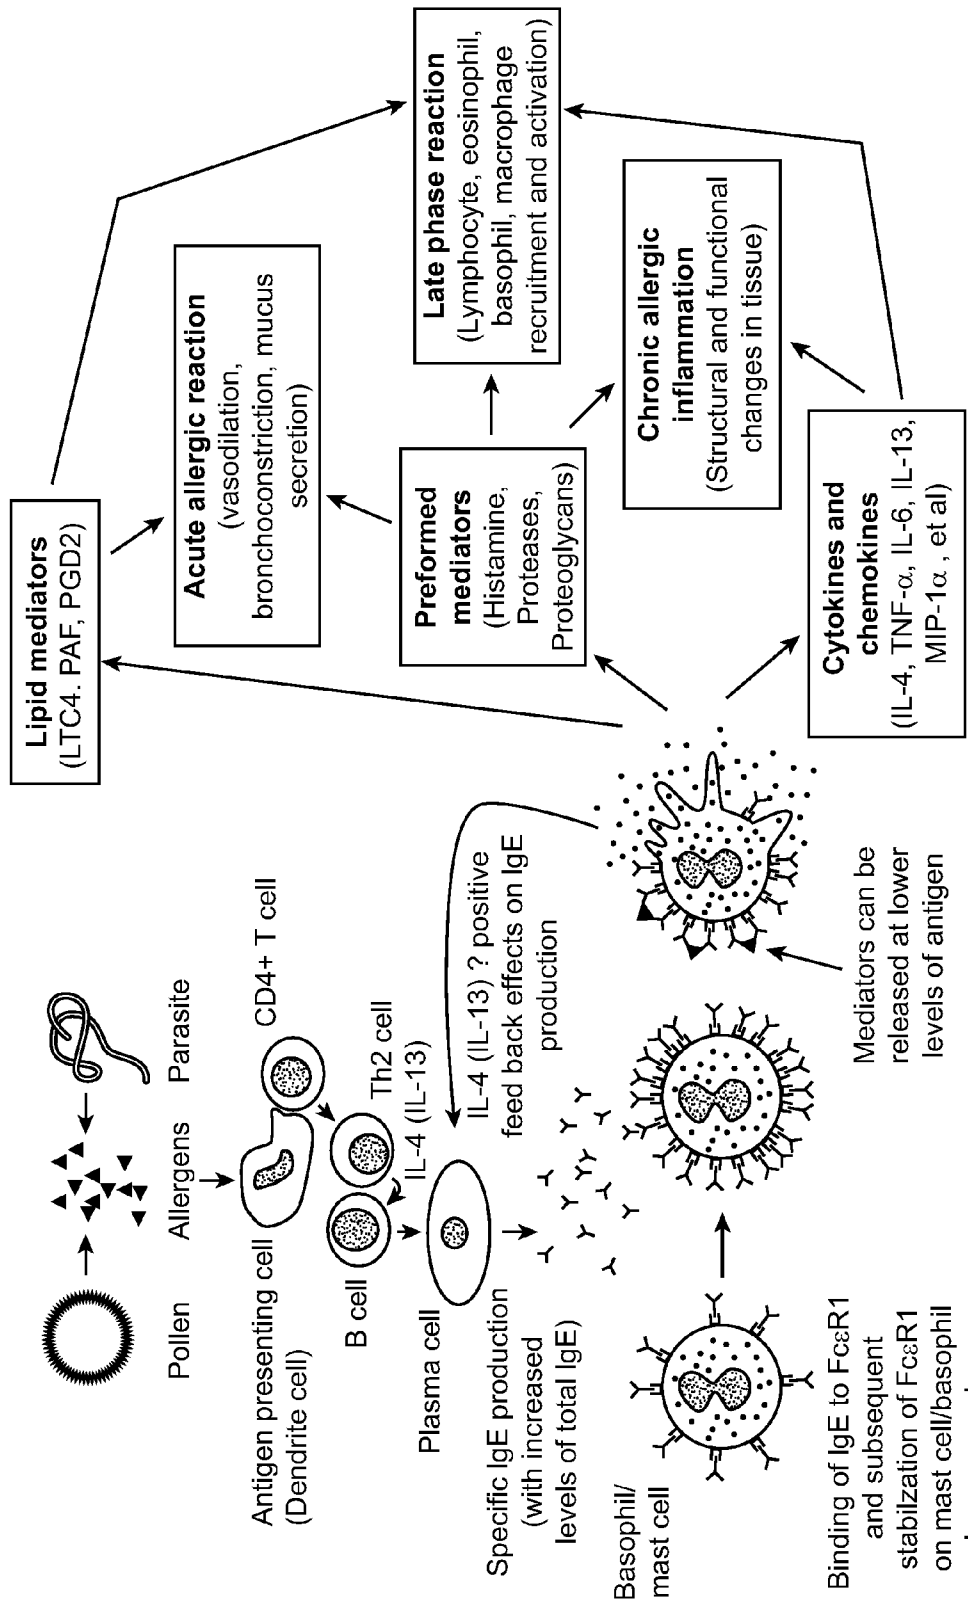 Pollen
Allergens
Parasite
Antigen presenting cell
(Dendrite cell)
CD4+ T cell
B cell
Th2 cell
IL-4 (IL-13)
Plasma cell
IL-4 (IL-13) ? positive
feed back effects on IgE
production
Specific IgE production
(with increased
levels of total IgE)
Basophil/
mast cell
Binding of IgE to FcεR1
and subsequent
stabilzation of FcεR1
on mast cell/basophil
Mediators can be
released at lower
levels of antigen
Lipid mediators
(LTC4. PAF, PGD2)
Acute allergic reaction
(vasodilation,
bronchoconstriction, mucus
secretion)
Preformed
mediators
(Histamine,
Proteases,
Proteoglycans)
Late phase reaction
(Lymphocyte, eosinophil,
basophil, macrophage
recruitment and activation)
Chronic allergic
inflammation
(Structural and functional
changes in tissue)
Cytokines and
chemokines
(IL-4, TNF-α, IL-6, IL-13,
MIP-1α , et al)